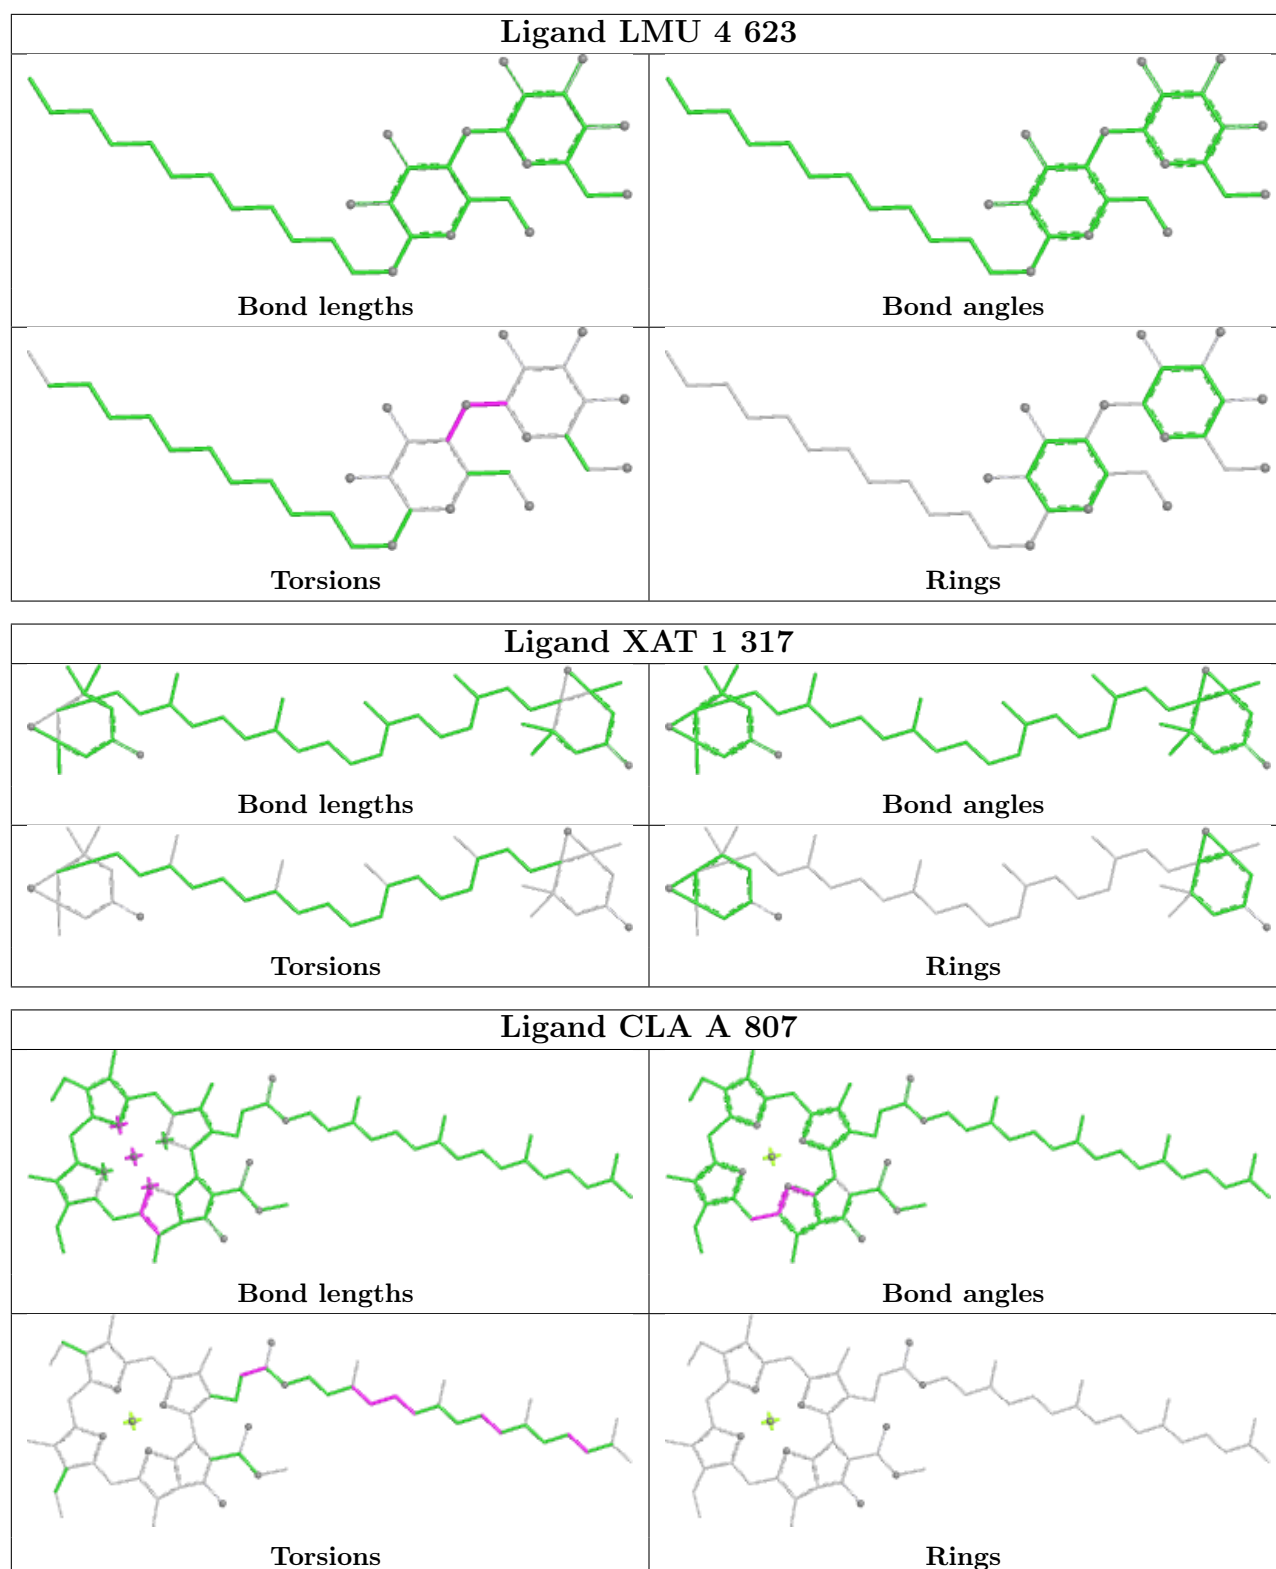 Ligand LMU 4 623
Bond lengths
Bond angles
Torsions
Rings
Ligand XAT 1 317
Bond lengths
Bond angles
Torsions
Rings
Ligand CLA A 807
Bond lengths
Bond angles
Torsions
Rings